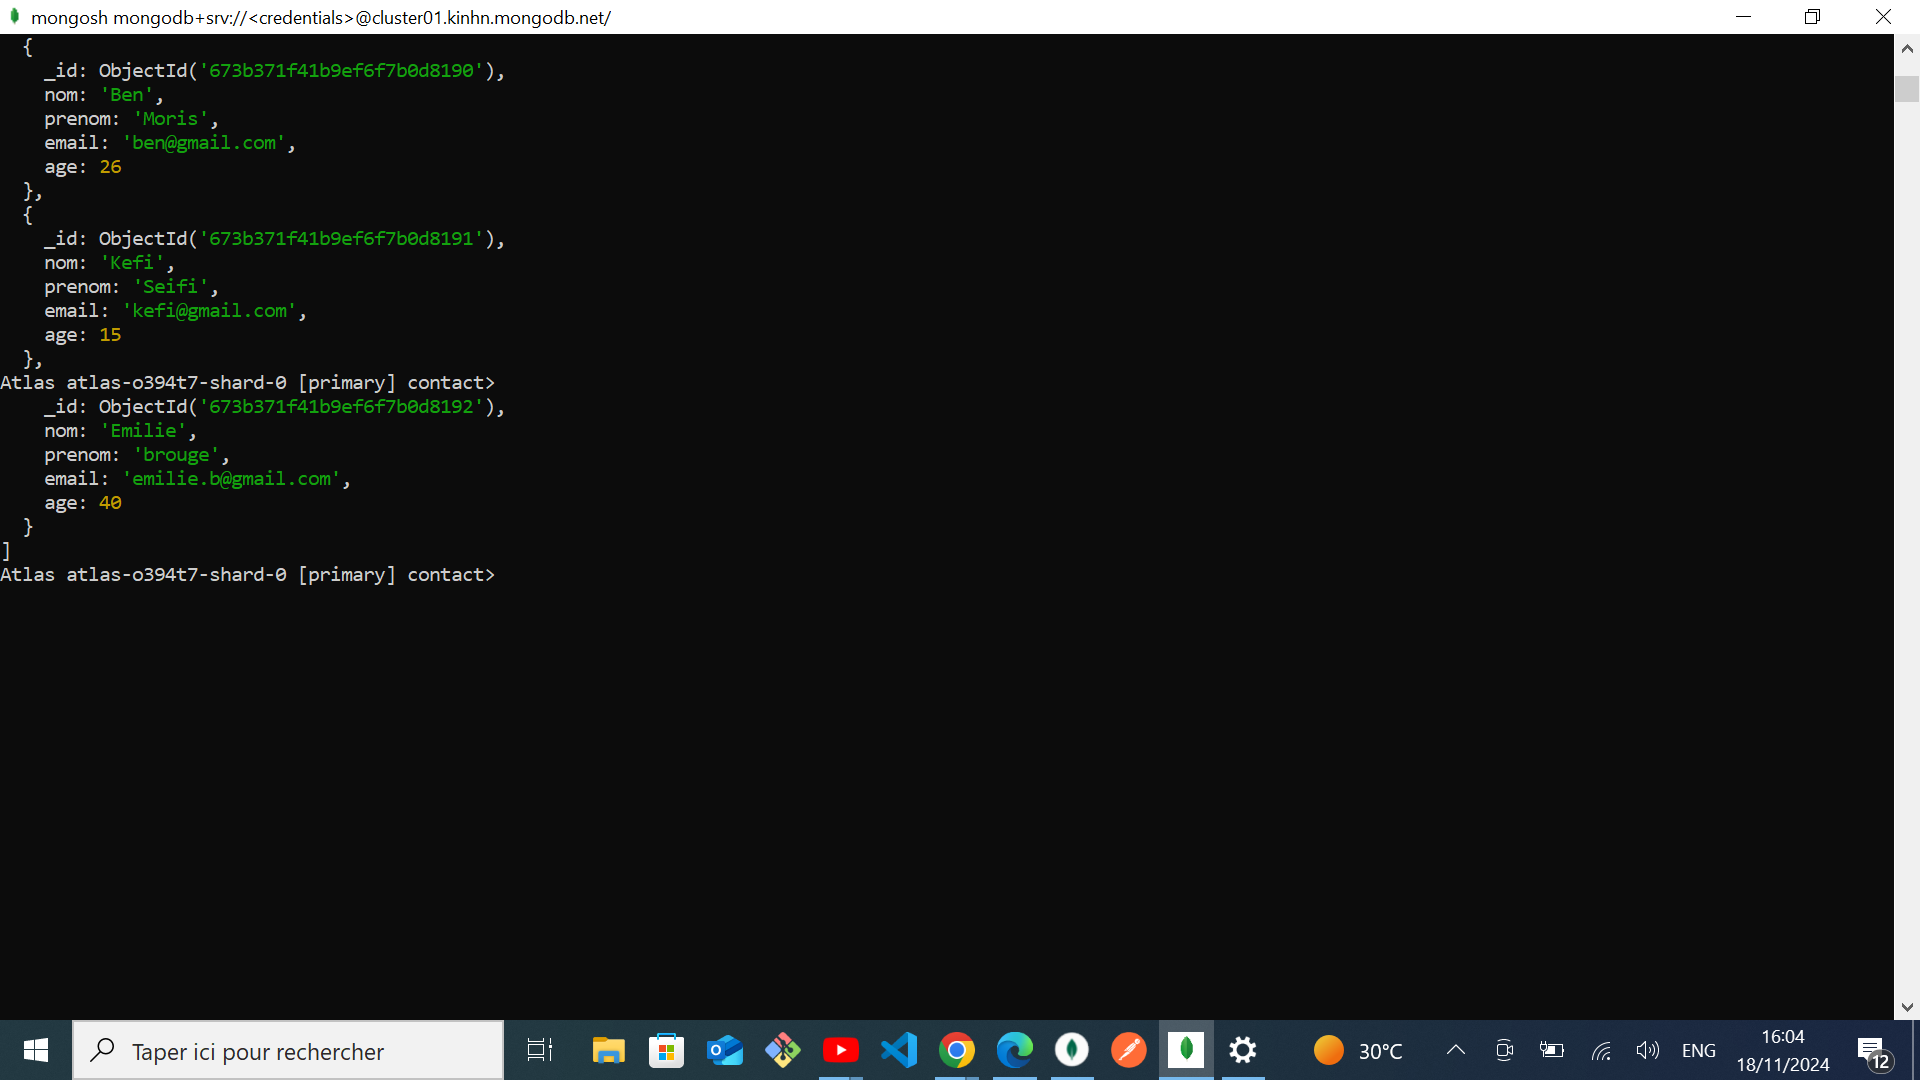 mongosh mongodb+srv://<credentials>@cluster01.kinhn.mongodb.net/
  {
    _id: ObjectId('673b371f41b9ef6f7b0d8190'),
    nom: 'Ben',
    prenom: 'Moris',
    email: 'ben@gmail.com',
    age: 26
  },
  {
    _id: ObjectId('673b371f41b9ef6f7b0d8191'),
    nom: 'Kefi',
    prenom: 'Seifi',
    email: 'kefi@gmail.com',
    age: 15
  },
Atlas atlas-o394t7-shard-0 [primary] contact>
    _id: ObjectId('673b371f41b9ef6f7b0d8192'),
    nom: 'Emilie',
    prenom: 'brouge',
    email: 'emilie.b@gmail.com',
    age: 40
  }
]
Atlas atlas-o394t7-shard-0 [primary] contact>
Taper ici pour rechercher
30°C
ENG
16:04
18/11/2024
12